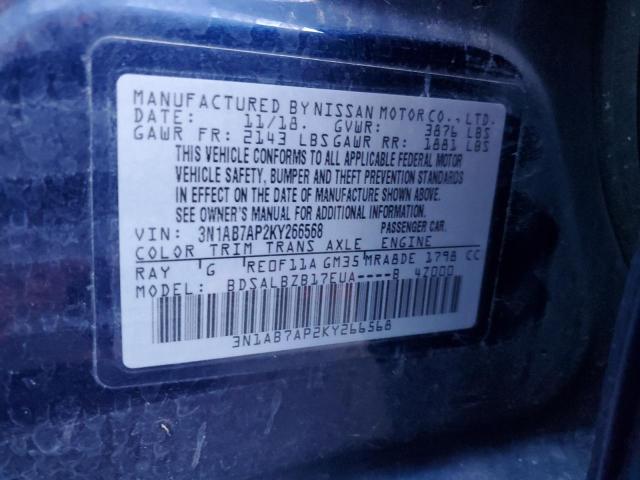 MANUFACTURED BY NISSAN MOTOR CO., LTD.
DATE: 11/18. GVWR: 3876 LBS
GAWR FR: 2143 LBS GAWR RR: 1881 LBS
THIS VEHICLE CONFORMS TO ALL APPLICABLE FEDERAL MOTOR
VEHICLE SAFETY, BUMPER AND THEFT PREVENTION STANDARDS
IN EFFECT ON THE DATE OF MANUFACTURE SHOWN ABOVE.
SEE OWNER'S MANUAL FOR ADDITIONAL INFORMATION.
VIN: 3N1AB7AP2KY266568 PASSENGER CAR.
COLOR TRIM TRANS AXLE ENGINE
RAY G RE0F11A GM35 MRA8DE 1798 CC
MODEL: BDSALBZB17EUA----B 4Z000
3N1AB7AP2KY266568